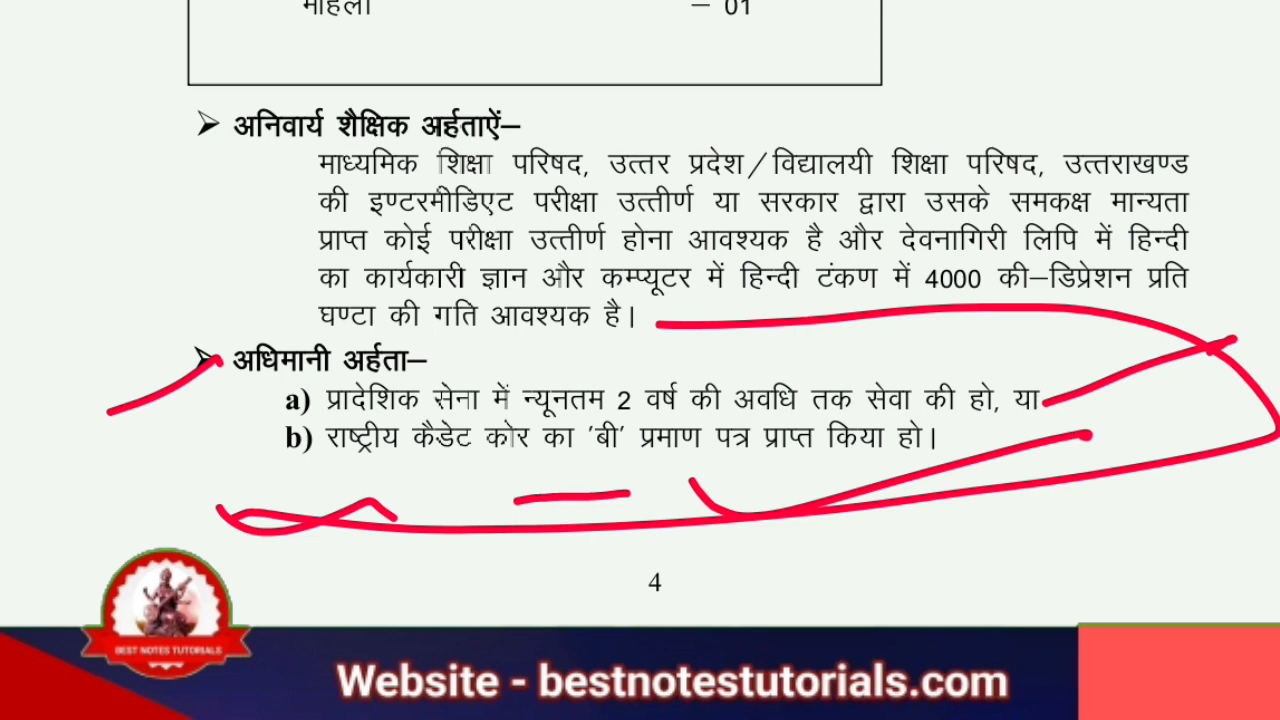 महिला – 01
➢ अनिवार्य शैक्षिक अर्हताऐं–
माध्यमिक शिक्षा परिषद, उत्तर प्रदेश/विद्यालयी शिक्षा परिषद, उत्तराखण्ड
की इण्टरमीडिएट परीक्षा उत्तीर्ण या सरकार द्वारा उसके समकक्ष मान्यता
प्राप्त कोई परीक्षा उत्तीर्ण होना आवश्यक है और देवनागिरी लिपि में हिन्दी
का कार्यकारी ज्ञान और कम्प्यूटर में हिन्दी टंकण में 4000 की–डिप्रेशन प्रति
घण्टा की गति आवश्यक है।
➢ अधिमानी अर्हता–
a) प्रादेशिक सेना में न्यूनतम 2 वर्ष की अवधि तक सेवा की हो, या
b) राष्ट्रीय कैडेट कोर का 'बी' प्रमाण पत्र प्राप्त किया हो।
4
BEST NOTES TUTORIALS
Website - bestnotestutorials.com